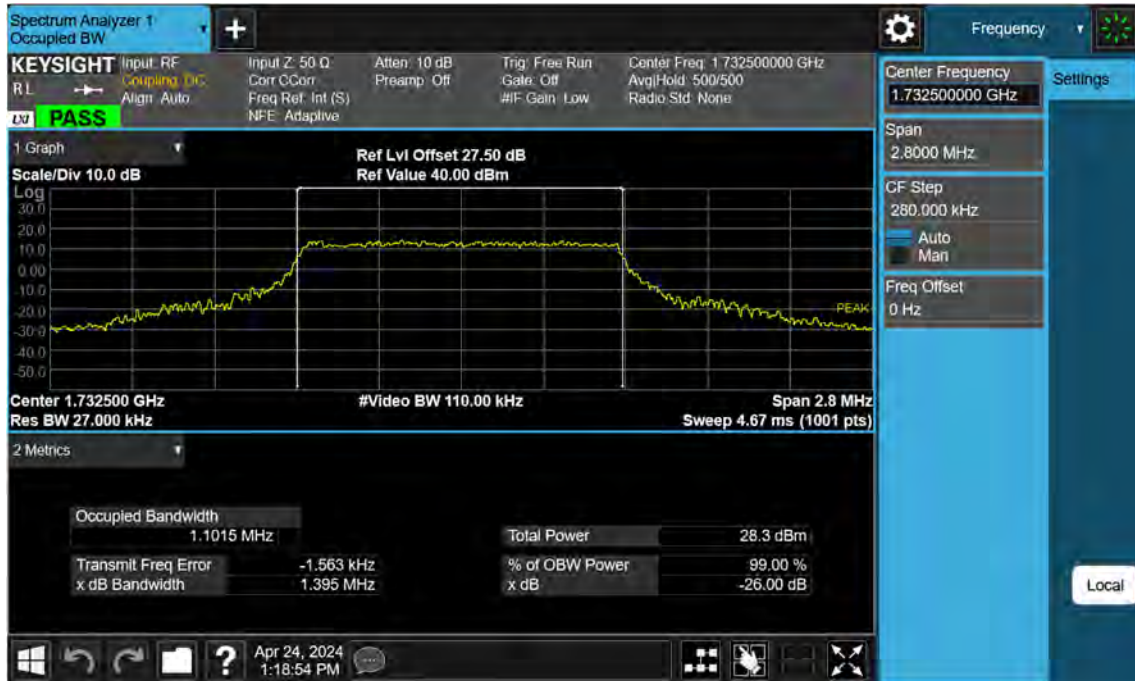 Spectrum Analyzer 1
Occupied BW
+
Frequency
KEYSIGHT
RL
LXI PASS
Input: RF
Coupling: DC
Align: Auto
Input Z: 50 Ω
Corr CCorr
Freq Ref: Int (S)
NFE: Adaptive
Atten: 10 dB
Preamp: Off
Trig: Free Run
Gate: Off
#IF Gain: Low
Center Freq: 1.732500000 GHz
Avg|Hold: 500/500
Radio Std: None
1 Graph
Scale/Div 10.0 dB
Ref Lvl Offset 27.50 dB
Ref Value 40.00 dBm
Log
30.0
20.0
10.0
0.00
-10.0
-20.0
-30.0
-40.0
-50.0
PEAK
Center 1.732500 GHz
#Video BW 110.00 kHz
Span 2.8 MHz
Res BW 27.000 kHz
Sweep 4.67 ms (1001 pts)
2 Metrics
Occupied Bandwidth
1.1015 MHz
Total Power 28.3 dBm
Transmit Freq Error -1.563 kHz
% of OBW Power 99.00 %
x dB Bandwidth 1.395 MHz
x dB -26.00 dB
Center Frequency
1.732500000 GHz
Settings
Span
2.8000 MHz
CF Step
280.000 kHz
Auto
Man
Freq Offset
0 Hz
Local
?
Apr 24, 2024
1:18:54 PM